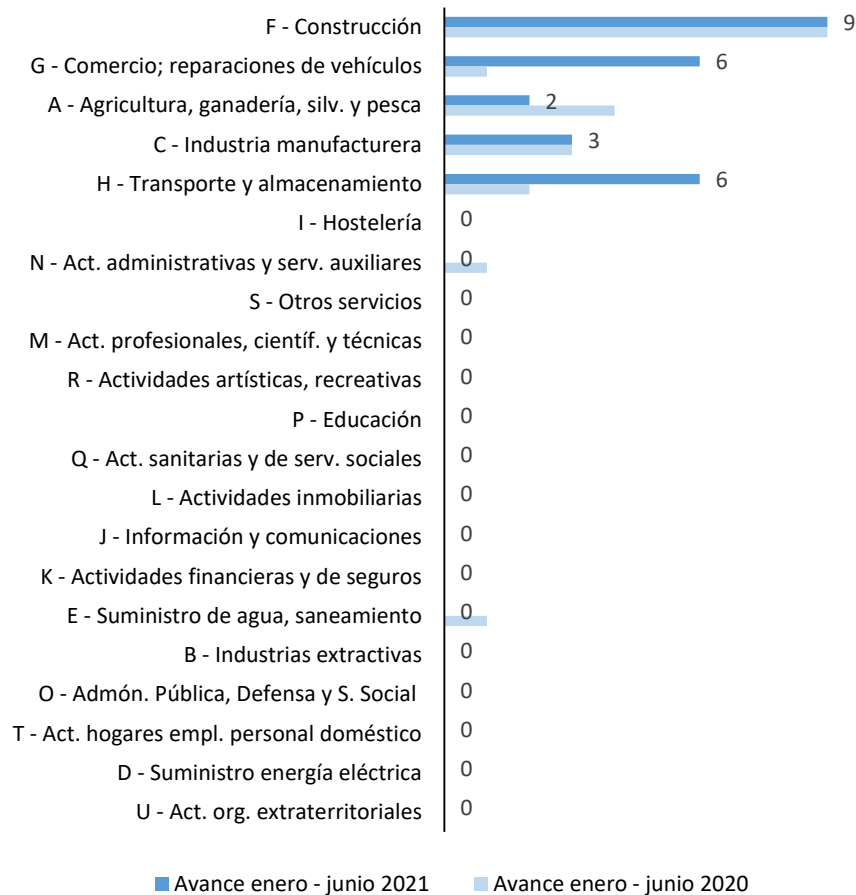 F - Construcción 9
G - Comercio; reparaciones de vehículos 6
A - Agricultura, ganadería, silv. y pesca 2
C - Industria manufacturera 3
H - Transporte y almacenamiento 6
I - Hostelería 0
N - Act. administrativas y serv. auxiliares 0
S - Otros servicios 0
M - Act. profesionales, científ. y técnicas 0
R - Actividades artísticas, recreativas 0
P - Educación 0
Q - Act. sanitarias y de serv. sociales 0
L - Actividades inmobiliarias 0
J - Información y comunicaciones 0
K - Actividades financieras y de seguros 0
E - Suministro de agua, saneamiento 0
B - Industrias extractivas 0
O - Admón. Pública, Defensa y S. Social 0
T - Act. hogares empl. personal doméstico 0
D - Suministro energía eléctrica 0
U - Act. org. extraterritoriales 0
Avance enero - junio 2021 Avance enero - junio 2020